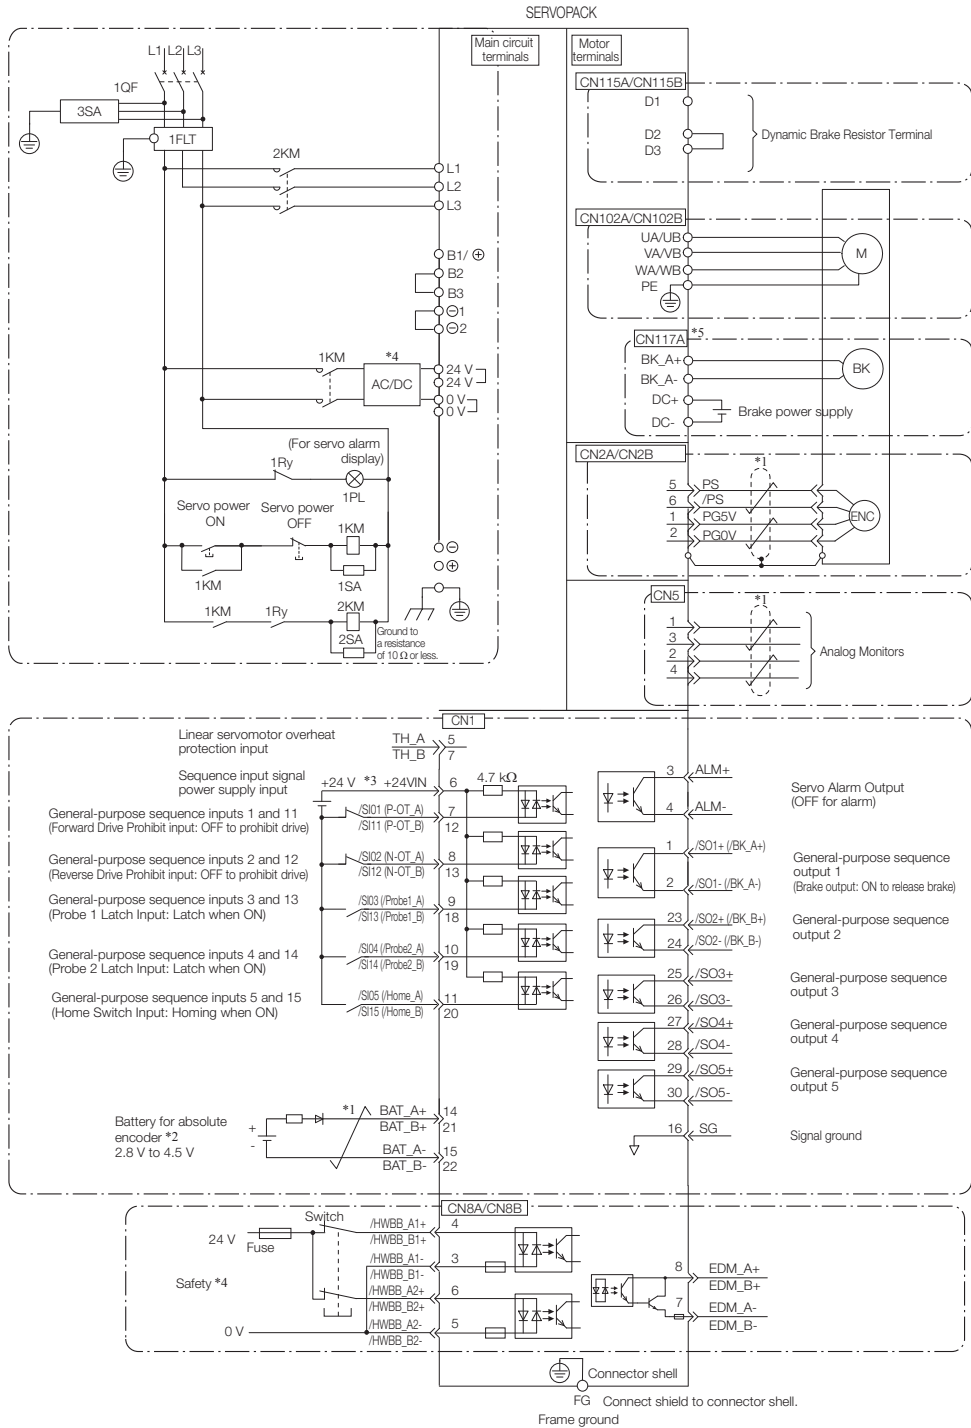 SERVOPACK
Main circuit
terminals
Motor
terminals
L1 L2 L3
1QF
3SA
1FLT
2KM
L1
L2
L3
B1/ ⊕
B2
B3
⊖1
⊖2
1KM
*4
AC/DC
24 V
24 V
0 V
0 V
(For servo alarm
display)
1Ry
1PL
Servo power
ON
Servo power
OFF
1KM
1KM
1SA
⊖
⊕
1KM
1Ry
2KM
2SA
Ground to
a resistance
of 10 Ω or less.
CN115A/CN115B
D1
D2
D3
Dynamic Brake Resistor Terminal
CN102A/CN102B
UA/UB
VA/VB
WA/WB
PE
M
CN117A
*5
BK_A+
BK_A-
BK
DC+
DC-
Brake power supply
CN2A/CN2B
*1
5 PS
6 /PS
1 PG5V
2 PG0V
ENC
CN5
*1
1
3
2
4
Analog Monitors
CN1
Linear servomotor overheat
protection input
TH_A 5
TH_B 7
Sequence input signal
power supply input
+24 V *3 +24VIN 6
4.7 kΩ
General-purpose sequence inputs 1 and 11
(Forward Drive Prohibit input: OFF to prohibit drive)
/SI01 (P-OT_A) 7
/SI11 (P-OT_B) 12
General-purpose sequence inputs 2 and 12
(Reverse Drive Prohibit input: OFF to prohibit drive)
/SI02 (N-OT_A) 8
/SI12 (N-OT_B) 13
General-purpose sequence inputs 3 and 13
(Probe 1 Latch Input: Latch when ON)
/SI03 (/Probe1_A) 9
/SI13 (/Probe1_B) 18
General-purpose sequence inputs 4 and 14
(Probe 2 Latch Input: Latch when ON)
/SI04 (/Probe2_A) 10
/SI14 (/Probe2_B) 19
General-purpose sequence inputs 5 and 15
(Home Switch Input: Homing when ON)
/SI05 (/Home_A) 11
/SI15 (/Home_B) 20
3 ALM+
4 ALM-
Servo Alarm Output
(OFF for alarm)
1 /SO1+ (/BK_A+)
2 /SO1- (/BK_A-)
General-purpose sequence
output 1
(Brake output: ON to release brake)
23 /SO2+ (/BK_B+)
24 /SO2- (/BK_B-)
General-purpose sequence
output 2
25 /SO3+
26 /SO3-
General-purpose sequence
output 3
27 /SO4+
28 /SO4-
General-purpose sequence
output 4
29 /SO5+
30 /SO5-
General-purpose sequence
output 5
16 SG
Signal ground
Battery for absolute
encoder *2
2.8 V to 4.5 V
+
-
*1
BAT_A+ 14
BAT_B+ 21
BAT_A- 15
BAT_B- 22
CN8A/CN8B
24 V
Fuse
Switch
/HWBB_A1+ 4
/HWBB_B1+
/HWBB_A1- 3
/HWBB_B1-
Safety *4
/HWBB_A2+ 6
/HWBB_B2+
0 V
/HWBB_A2- 5
/HWBB_B2-
8 EDM_A+
EDM_B+
7 EDM_A-
EDM_B-
Connector shell
FG Connect shield to connector shell.
Frame ground